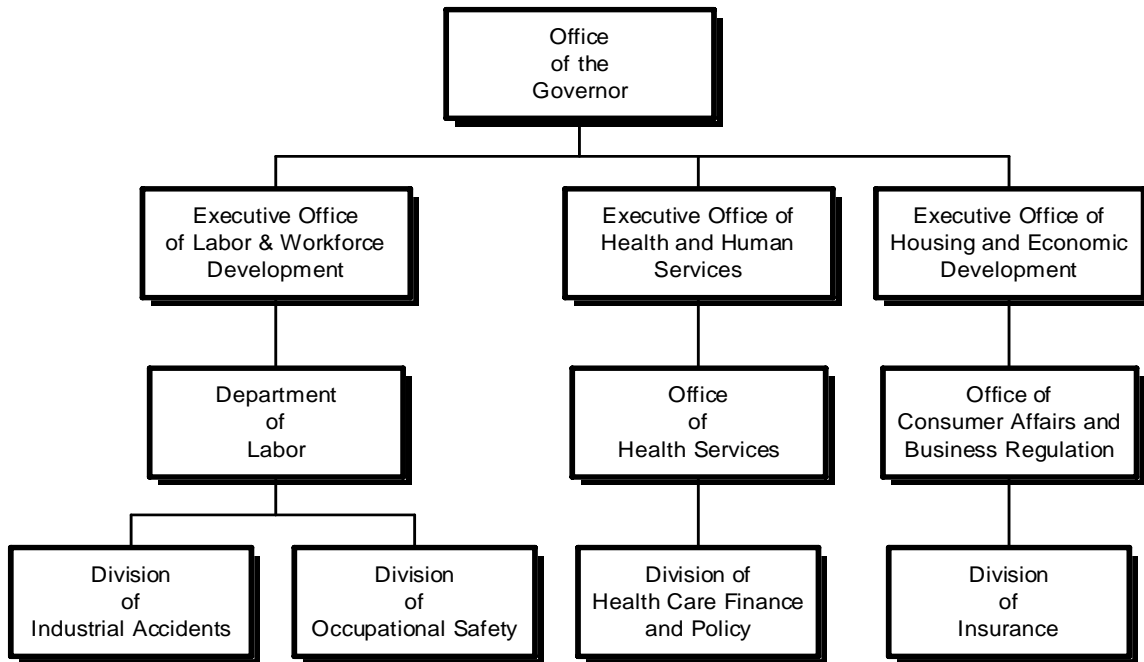 Office
of the
Governor
Executive Office
of Labor & Workforce
Development
Executive Office of
Health and Human
Services
Executive Office of
Housing and Economic
Development
Department
of
Labor
Office
of
Health Services
Office of
Consumer Affairs and
Business Regulation
Division
of
Industrial Accidents
Division
of
Occupational Safety
Division of
Health Care Finance
and Policy
Division
of
Insurance